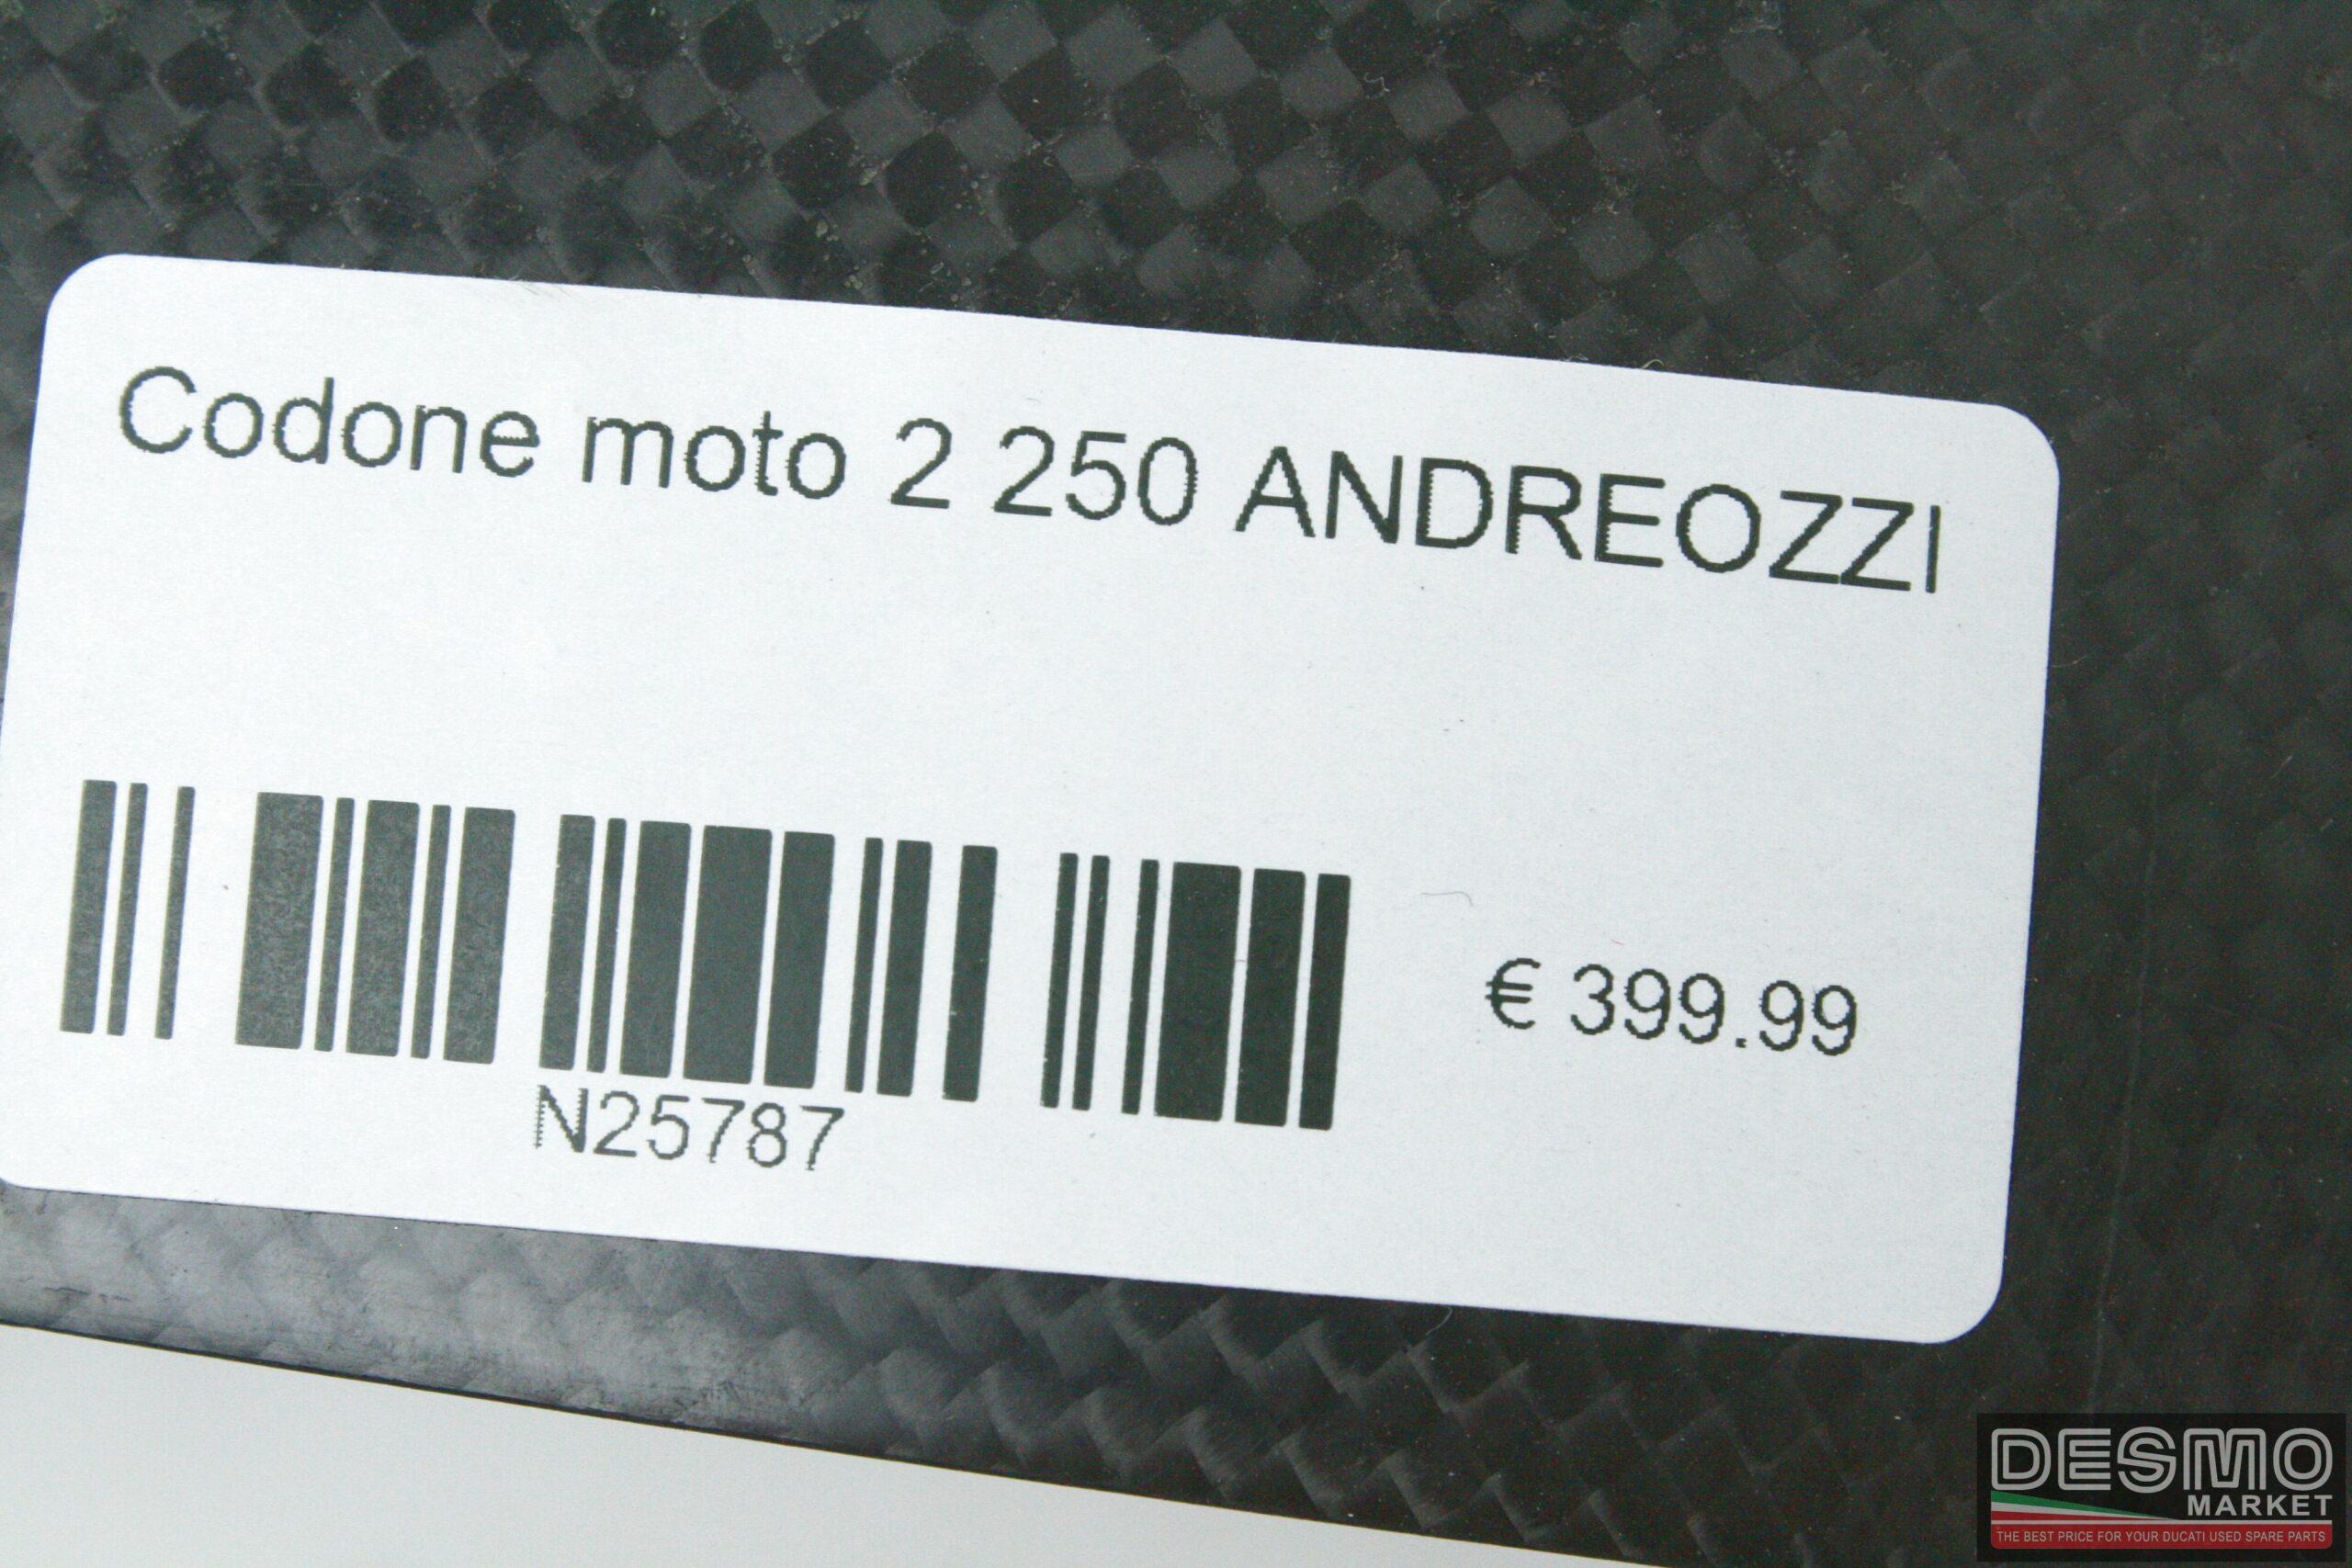 Codone moto 2 250 ANDREOZZI
€ 399.99
N25787
DESMO
MARKET
THE BEST PRICE FOR YOUR DUCATI USED SPARE PARTS